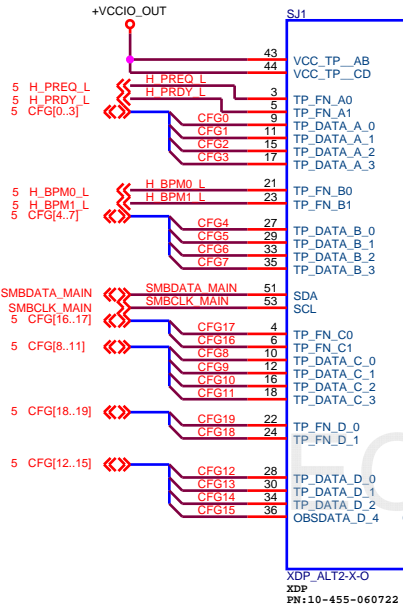 +VCCIO_OUT
SJ1
43 VCC_TP__AB
44 VCC_TP__CD
5 H_PREQ_L H_PREQ_L 3 TP_FN_A0
5 H_PRDY_L H_PRDY_L 5 TP_FN_A1
5 CFG[0..3] CFG0 9 TP_DATA_A_0
CFG1 11 TP_DATA_A_1
CFG2 15 TP_DATA_A_2
CFG3 17 TP_DATA_A_3
5 H_BPM0_L H_BPM0_L 21 TP_FN_B0
5 H_BPM1_L H_BPM1_L 23 TP_FN_B1
5 CFG[4..7] CFG4 27 TP_DATA_B_0
CFG5 29 TP_DATA_B_1
CFG6 33 TP_DATA_B_2
CFG7 35 TP_DATA_B_3
SMBDATA_MAIN SMBDATA_MAIN 51 SDA
SMBCLK_MAIN SMBCLK_MAIN 53 SCL
5 CFG[16..17] CFG17 4 TP_FN_C0
CFG16 6 TP_FN_C1
5 CFG[8..11] CFG8 10 TP_DATA_C_0
CFG9 12 TP_DATA_C_1
CFG10 16 TP_DATA_C_2
CFG11 18 TP_DATA_C_3
5 CFG[18..19] CFG19 22 TP_FN_D_0
CFG18 24 TP_FN_D_1
5 CFG[12..15] CFG12 28 TP_DATA_D_0
CFG13 30 TP_DATA_D_1
CFG14 34 TP_DATA_D_2
CFG15 36 OBSDATA_D_4
XDP_ALT2-X-O
XDP
PN:10-455-060722